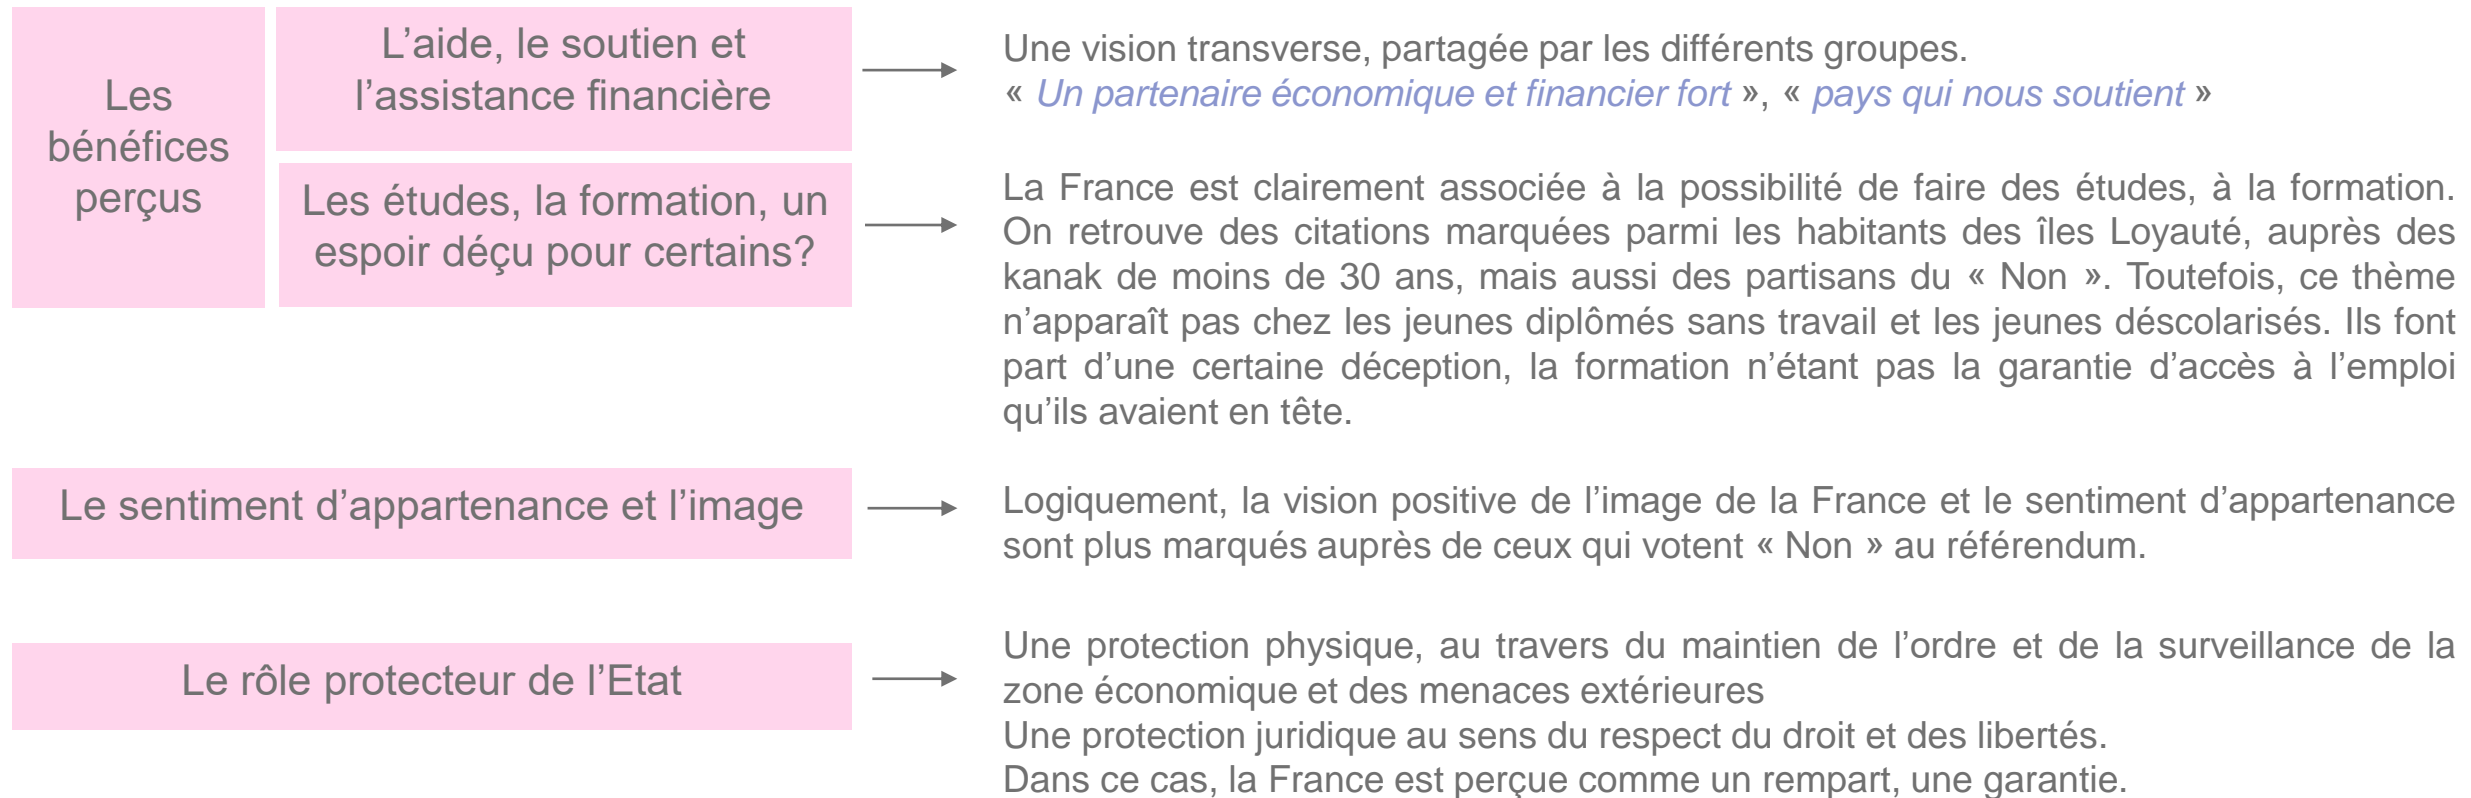 Les
bénéfices
perçus
L’aide, le soutien et
l’assistance financière
Une vision transverse, partagée par les différents groupes.
« Un partenaire économique et financier fort », « pays qui nous soutient »
Les études, la formation, un
espoir déçu pour certains?
La France est clairement associée à la possibilité de faire des études, à la formation.
On retrouve des citations marquées parmi les habitants des îles Loyauté, auprès des
kanak de moins de 30 ans, mais aussi des partisans du « Non ». Toutefois, ce thème
n’apparaît pas chez les jeunes diplômés sans travail et les jeunes déscolarisés. Ils font
part d’une certaine déception, la formation n’étant pas la garantie d’accès à l’emploi
qu’ils avaient en tête.
Le sentiment d’appartenance et l’image
Logiquement, la vision positive de l’image de la France et le sentiment d’appartenance
sont plus marqués auprès de ceux qui votent « Non » au référendum.
Le rôle protecteur de l’Etat
Une protection physique, au travers du maintien de l’ordre et de la surveillance de la
zone économique et des menaces extérieures
Une protection juridique au sens du respect du droit et des libertés.
Dans ce cas, la France est perçue comme un rempart, une garantie.